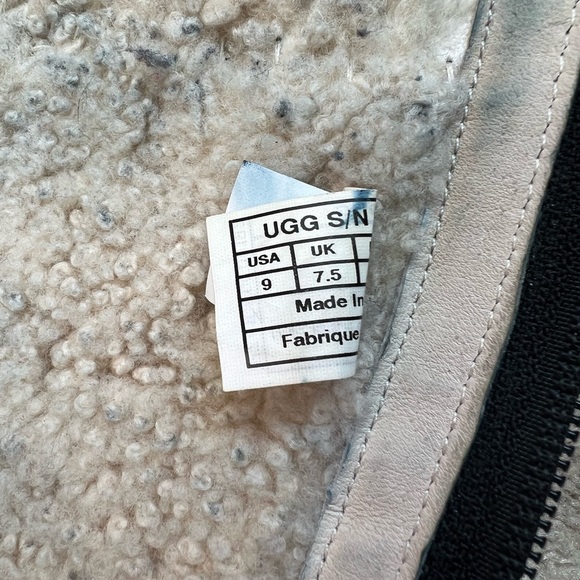 UGG S/N
USA UK
9 7.5
Made In
Fabrique